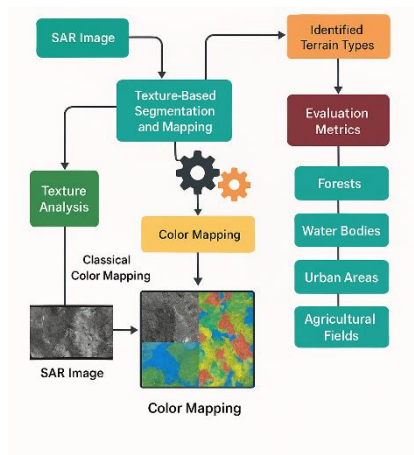 SAR Image
Identified
Terrain Types
Texture-Based
Segmentation
and Mapping
Evaluation
Metrics
Texture
Analysis
Forests
Color Mapping
Water Bodies
Classical
Color Mapping
Urban Areas
Agricultural
Fields
SAR Image
Color Mapping